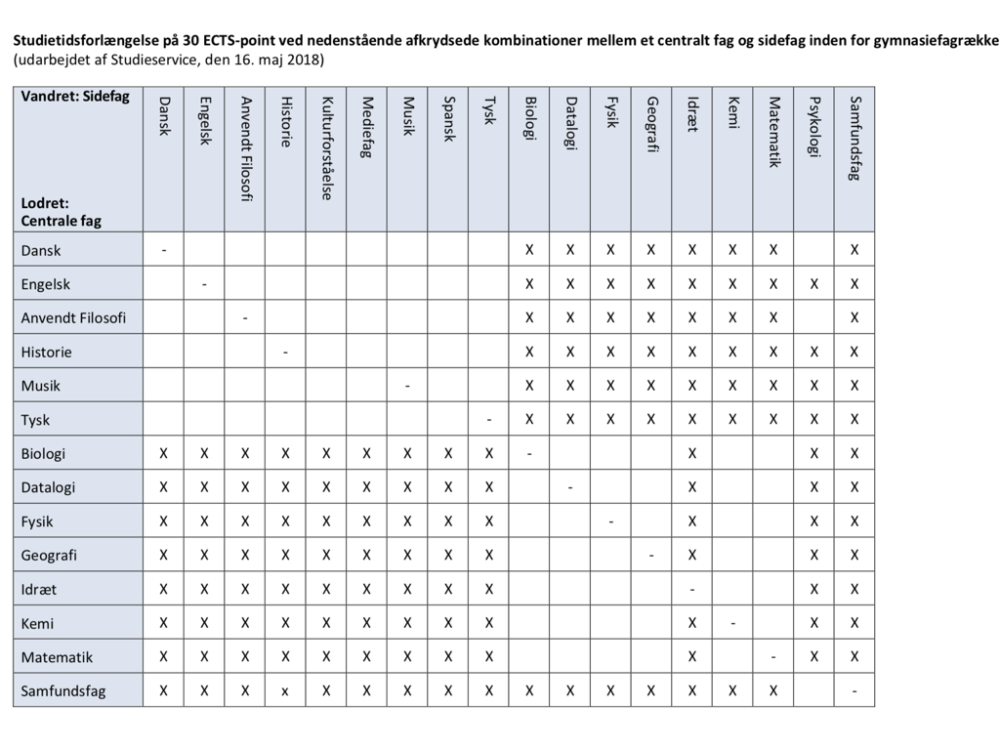 Studietidsforlængelse på 30 ECTS-point ved nedenstående afkrydsede kombinationer mellem et centralt fag og sidefag inden for gymnasiefagrække
(udarbejdet af Studieservice, den 16. maj 2018)
Vandret: Sidefag
Lodret:
Centrale fag
Dansk
Engelsk
Anvendt Filosofi
Historie
Kulturforståelse
Mediefag
Musik
Spansk
Tysk
Biologi
Datalogi
Fysik
Geografi
Idræt
Kemi
Matematik
Psykologi
Samfundsfag
Dansk - X X X X X X X X
Engelsk - X X X X X X X X X
Anvendt Filosofi - X X X X X X X X
Historie - X X X X X X X X X
Musik - X X X X X X X X X
Tysk - X X X X X X X X X
Biologi X X X X X X X X X - X X X
Datalogi X X X X X X X X X - X X X
Fysik X X X X X X X X X - X X X
Geografi X X X X X X X X X - X X X
Idræt X X X X X X X X X - X X
Kemi X X X X X X X X X X - X X
Matematik X X X X X X X X X X - X X
Samfundsfag X X X x X X X X X X X X X X X X -